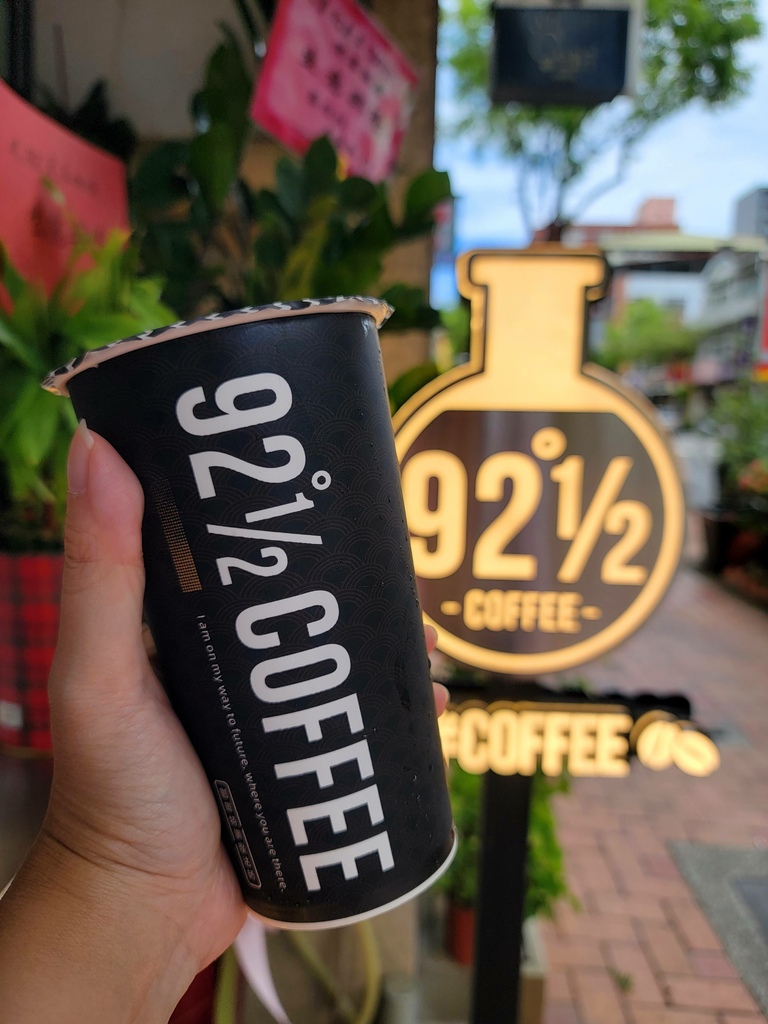 92°1/2 COFFEE
I am on my way to future, where you are there.
92°1/2
-COFFEE-
#COFFEE